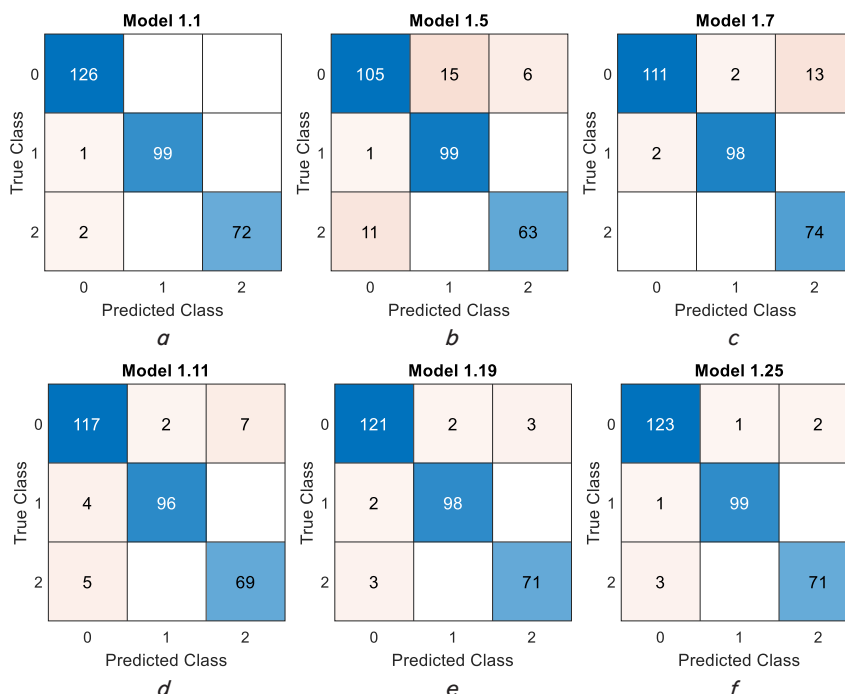 Model 1.1
Model 1.5
Model 1.7
True Class
0
126
1
1
99
2
2
72
0 1 2
Predicted Class
a
True Class
0
105 15 6
1
1 99
2
11 63
0 1 2
Predicted Class
b
True Class
0
111 2 13
1
2 98
2
74
0 1 2
Predicted Class
c
Model 1.11
Model 1.19
Model 1.25
True Class
0
117 2 7
1
4 96
2
5 69
0 1 2
Predicted Class
d
True Class
0
121 2 3
1
2 98
2
3 71
0 1 2
Predicted Class
e
True Class
0
123 1 2
1
1 99
2
3 71
0 1 2
Predicted Class
f